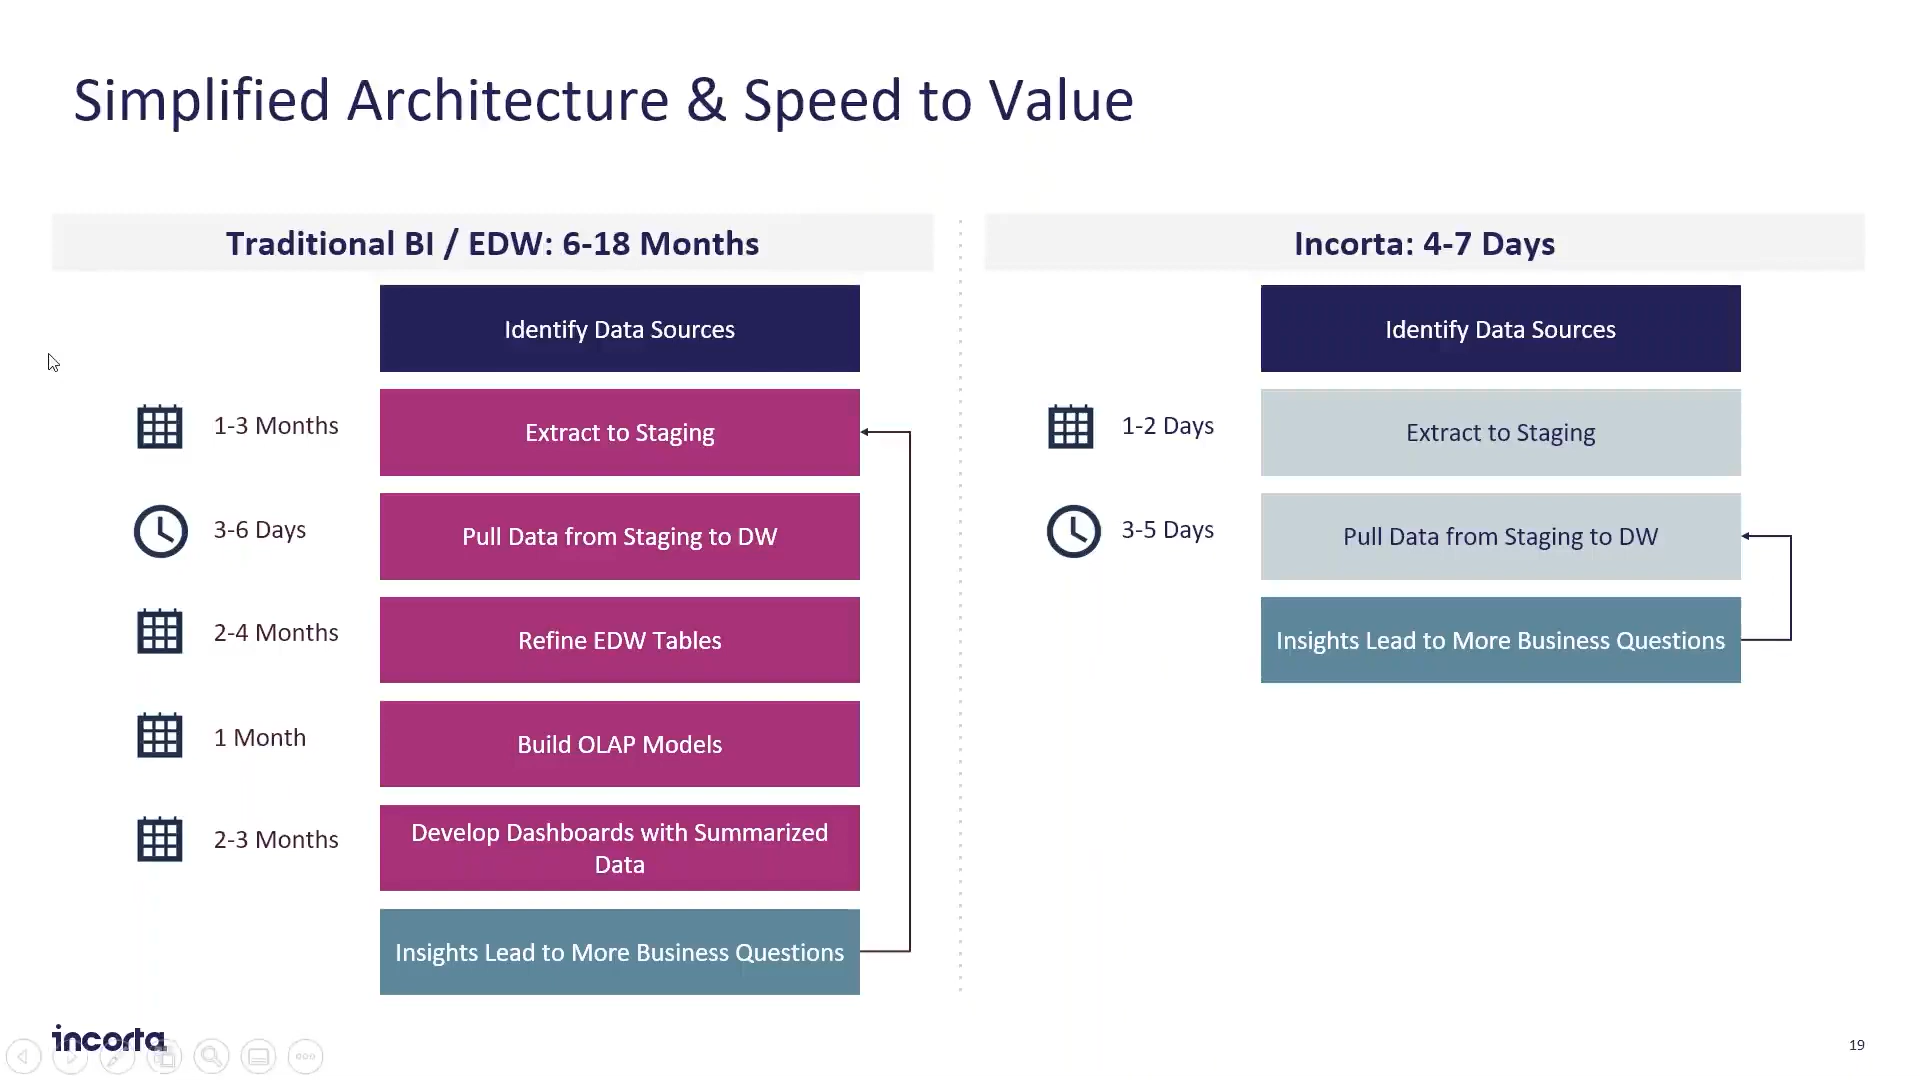 Simplified Architecture & Speed to Value
Traditional BI / EDW: 6-18 Months
Identify Data Sources
1-3 Months
Extract to Staging
3-6 Days
Pull Data from Staging to DW
2-4 Months
Refine EDW Tables
1 Month
Build OLAP Models
2-3 Months
Develop Dashboards with Summarized
Data
Insights Lead to More Business Questions
Incorta: 4-7 Days
Identify Data Sources
1-2 Days
Extract to Staging
3-5 Days
Pull Data from Staging to DW
Insights Lead to More Business Questions
incorta
19